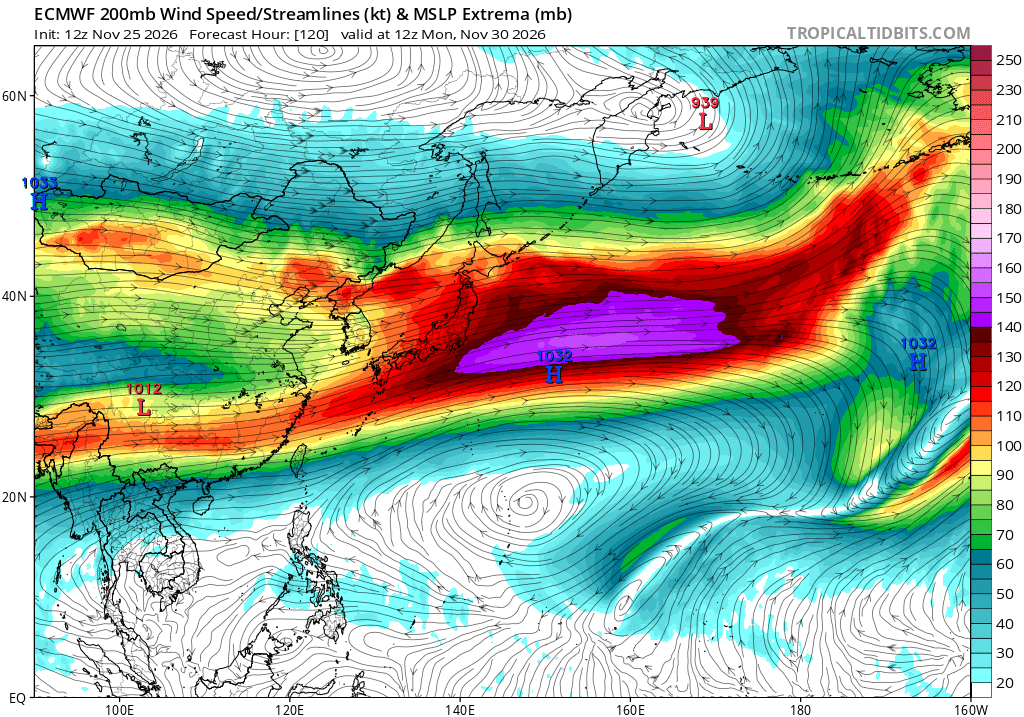 ECMWF 200mb Wind Speed/Streamlines (kt) & MSLP Extrema (mb)
Init: 12z Nov 25 2026 Forecast Hour: [120] valid at 12z Mon, Nov 30 2026
TROPICALTIDBITS.COM
250
230
210
200
190
180
170
160
150
140
130
120
110
100
90
80
70
60
50
40
30
20
60N
40N
20N
EQ
939
L
1033
H
1032
H
1032
H
1012
L
100E
120E
140E
160E
180
160W